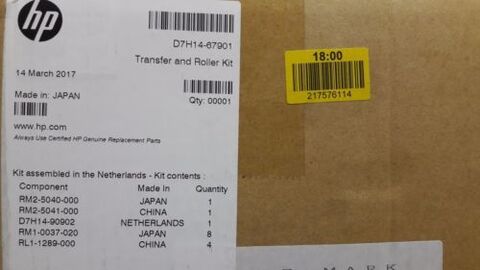 hp
D7H14-67901
Transfer and Roller Kit
14 March 2017
Made in: JAPAN
Qty: 00001
www.hp.com
Always Use Certified HP Genuine Replacement Parts
Kit assembled in the Netherlands - Kit contents :
Component Made In Quantity
RM2-5040-000 JAPAN 1
RM2-5041-000 CHINA 1
D7H14-90902 NETHERLANDS 1
RM1-0037-020 JAPAN 8
RL1-1289-000 CHINA 4
18:00
217576114
MARK